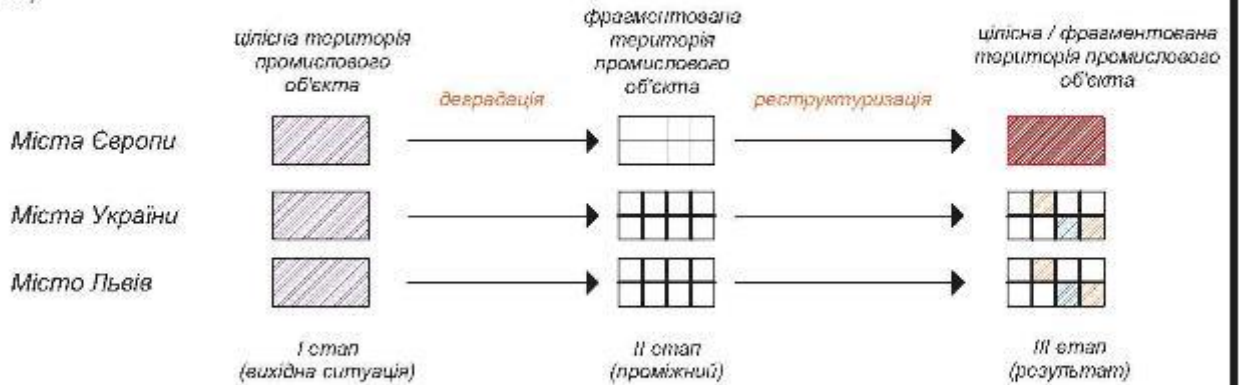 цілісна територія
промислового
об'єкта
фрагментована
територія
промислового
об'єкта
цілісна / фрагментована
територія промислового
об'єкта
деградація
реструктуризація
Міста Європи
Міста України
Місто Львів
I етап
(вихідна ситуація)
II етап
(проміжний)
III етап
(результат)